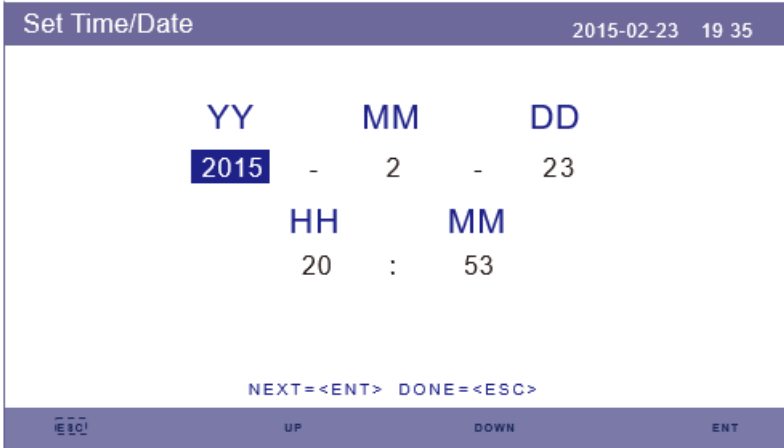 Set Time/Date 2015-02-23 19 35
YY MM DD
2015 - 2 - 23
HH MM
20 : 53
NEXT=<ENT> DONE=<ESC>
ESC UP DOWN ENT